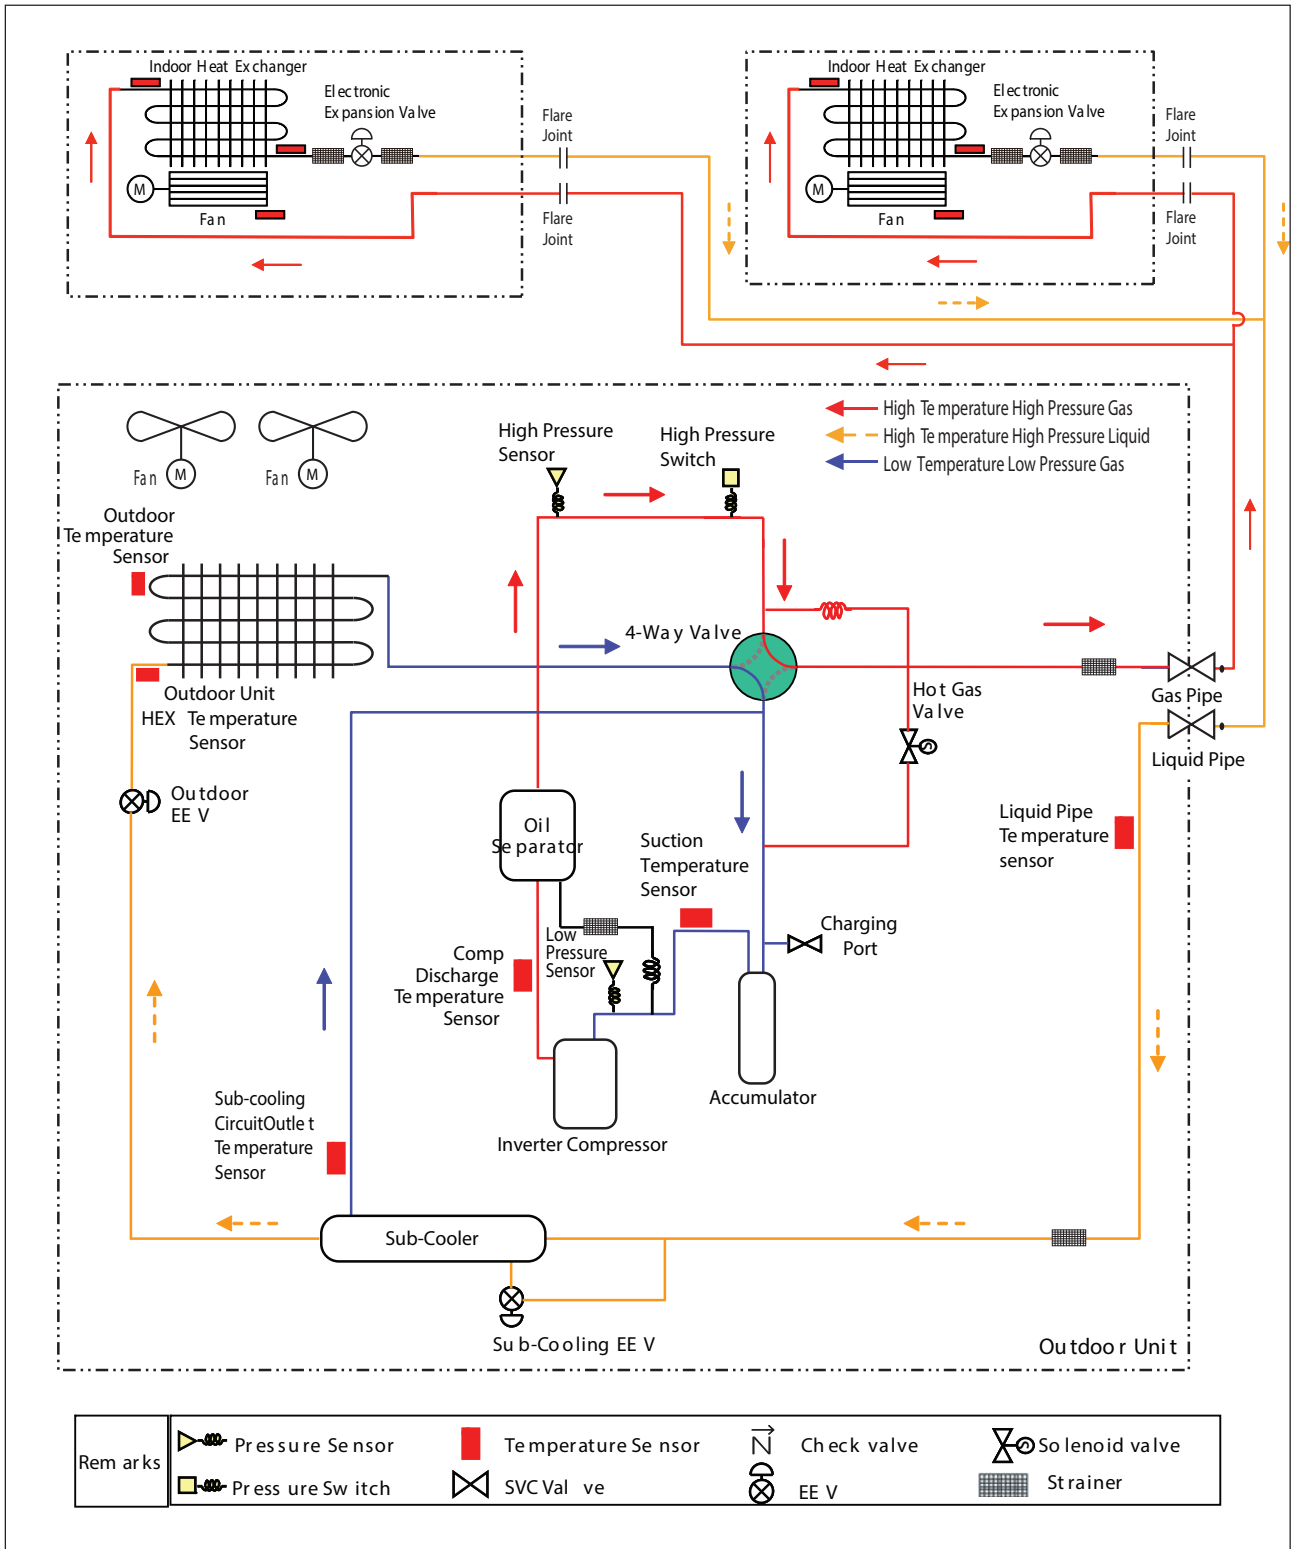 Indoor Heat Exchanger
Electronic
Expansion Valve
Flare
Joint
M
Fan
Flare
Joint
Indoor Heat Exchanger
Electronic
Expansion Valve
Flare
Joint
M
Fan
Flare
Joint
High Temperature High Pressure Gas
High Temperature High Pressure Liquid
Low Temperature Low Pressure Gas
Fan
M
Fan
M
High Pressure
Sensor
High Pressure
Switch
Outdoor
Temperature
Sensor
4-Way Valve
Outdoor Unit
HEX Temperature
Sensor
Hot Gas
Valve
S
Gas Pipe
Liquid Pipe
Outdoor
EEV
Oil
Separator
Suction
Temperature
Sensor
Liquid Pipe
Temperature
sensor
Charging
Port
Low
Pressure
Sensor
Comp
Discharge
Temperature
Sensor
Accumulator
Inverter Compressor
Sub-cooling
CircuitOutlet
Temperature
Sensor
Sub-Cooler
Sub-Cooling EEV
Outdoor Unit
Remarks
Pressure Sensor
Temperature Sensor
Check valve
S
Solenoid valve
Pressure Switch
SVC Valve
EEV
Strainer